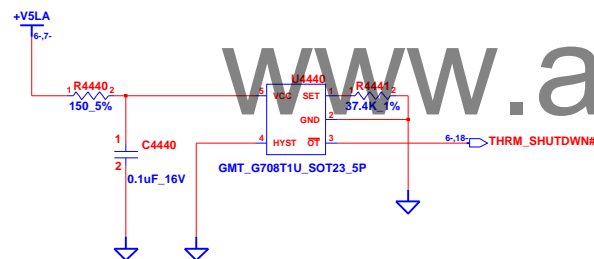 +V5LA
6-,7-
www.a
1 R4440 2
150_5%
U4440
5 VCC SET 1
1 R4441 2
37.4K_1%
GND 2
4 HYST OT 3
6-,18- THRM_SHUTDWN#
1 C4440
2
0.1uF_16V
GMT_G708T1U_SOT23_5P